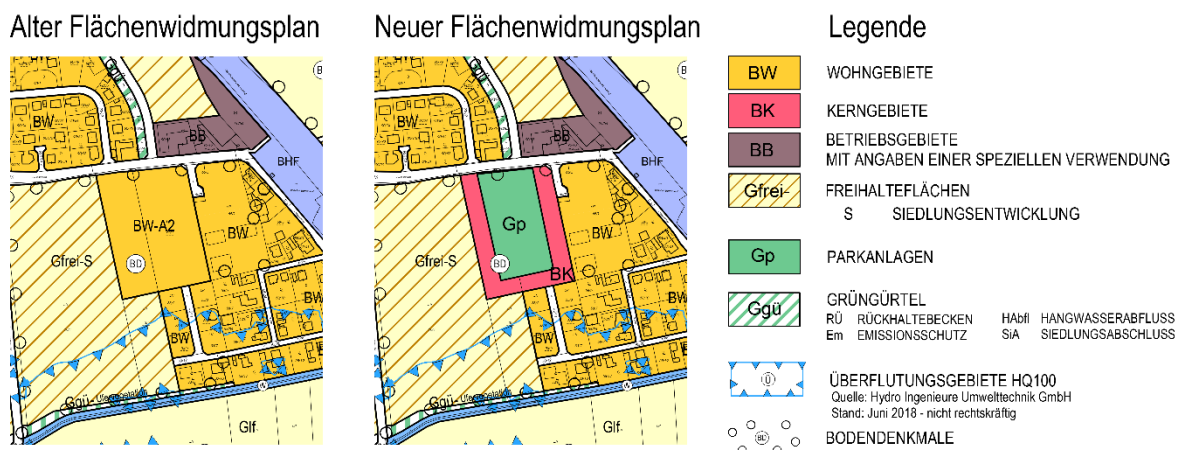 Alter Flächenwidmungsplan
BW
BB
BHF
BW-A2
BW
Gfrei-S
BD
BW
BW
Ggü-
Glf-
Neuer Flächenwidmungsplan
BW
BB
BHF
Gp
BW
Gfrei-S
BD
BK
BW
BW
Ggü-
Glf-
Legende
BW WOHNGEBIETE
BK KERNGEBIETE
BB BETRIEBSGEBIETE
MIT ANGABEN EINER SPEZIELLEN VERWENDUNG
Gfrei- FREIHALTEFLÄCHEN
S SIEDLUNGSENTWICKLUNG
Gp PARKANLAGEN
Ggü GRÜNGÜRTEL
RÜ RÜCKHALTEBECKEN HAbfl HANGWASSERABFLUSS
Em EMISSIONSSCHUTZ SiA SIEDLUNGSABSCHLUSS
Ü ÜBERFLUTUNGSGEBIETE HQ100
Quelle: Hydro Ingenieure Umwelttechnik GmbH
Stand: Juni 2018 - nicht rechtskräftig
BD BODENDENKMALE